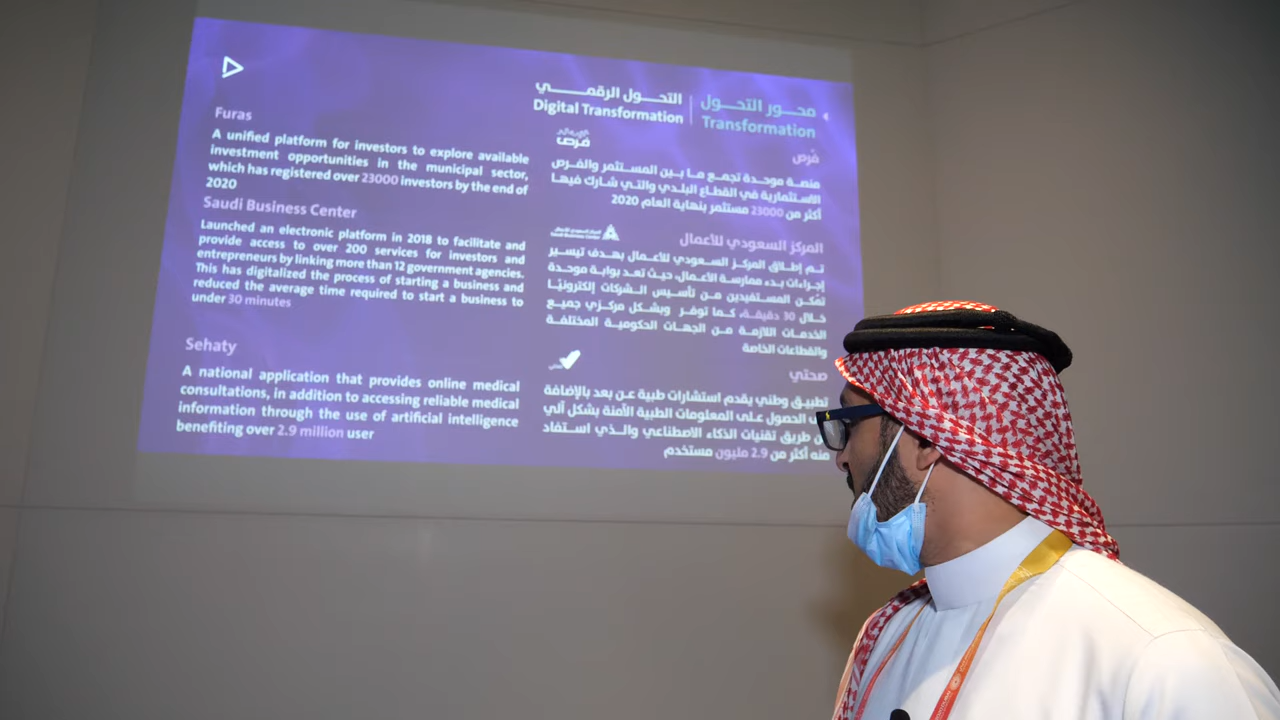 محور التحول
Transformation
التحول الرقمي
Digital Transformation
Furas
A unified platform for investors to explore available
investment opportunities in the municipal sector,
which has registered over 23000 investors by the end of
2020
Saudi Business Center
Launched an electronic platform in 2018 to facilitate and
provide access to over 200 services for investors and
entrepreneurs by linking more than 12 government agencies.
This has digitalized the process of starting a business and
reduced the average time required to start a business to
under 30 minutes
Sehaty
A national application that provides online medical
consultations, in addition to accessing reliable medical
information through the use of artificial intelligence
benefiting over 2.9 million user
فرص
فُرص
منصة موحدة تجمع ما بين المستثمر والفرص
الاستثمارية في القطاع البلدي والتي شارك فيها
أكثر من 23000 مستثمر بنهاية العام 2020
Saudi Business Center
المركز السعودي للأعمال
تم إطلاق المركز السعودي للأعمال بهدف تيسير
إجراءات بدء ممارسة الأعمال، حيث تعد بوابة موحدة
تمكن المستفيدين من تأسيس الشركات إلكترونيًا
خلال 30 دقيقة، كما توفر وبشكل مركزي جميع
الخدمات اللازمة من الجهات الحكومية المختلفة
والقطاعات الخاصة
صحتي
تطبيق وطني يقدم استشارات طبية عن بعد بالإضافة
الحصول على المعلومات الطبية الآمنة بشكل آلي
طريق تقنيات الذكاء الاصطناعي والذي استفاد
منه أكثر من 2.9 مليون مستخدم